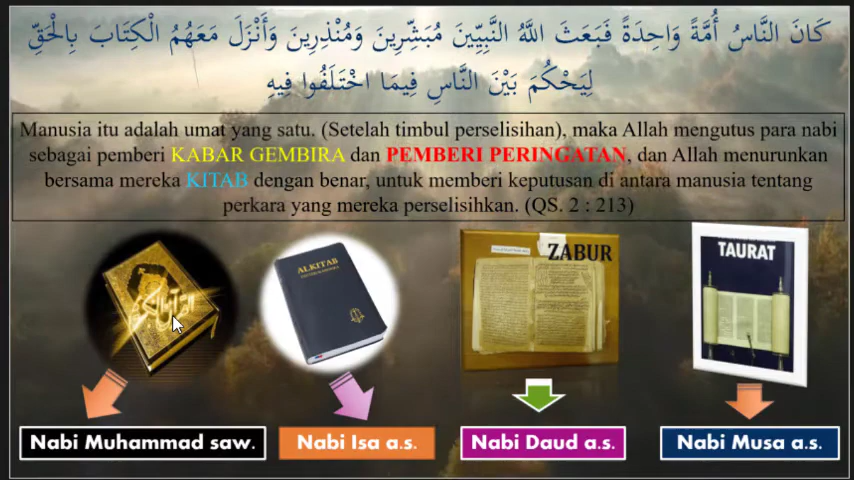 كَانَ النَّاسُ أُمَّةً وَاحِدَةً فَبَعَثَ اللَّهُ النَّبِيِّينَ مُبَشِّرِينَ وَمُنْذِرِينَ وَأَنْزَلَ مَعَهُمُ الْكِتَابَ بِالْحَقِّ
لِيَحْكُمَ بَيْنَ النَّاسِ فِيمَا اخْتَلَفُوا فِيهِ
Manusia itu adalah umat yang satu. (Setelah timbul perselisihan), maka Allah mengutus para nabi
sebagai pemberi KABAR GEMBIRA dan PEMBERI PERINGATAN, dan Allah menurunkan
bersama mereka KITAB dengan benar, untuk memberi keputusan di antara manusia tentang
perkara yang mereka perselisihkan. (QS. 2 : 213)
القرآن الكريم
ALKITAB
ZABUR
TAURAT
Nabi Muhammad saw.
Nabi Isa a.s.
Nabi Daud a.s.
Nabi Musa a.s.